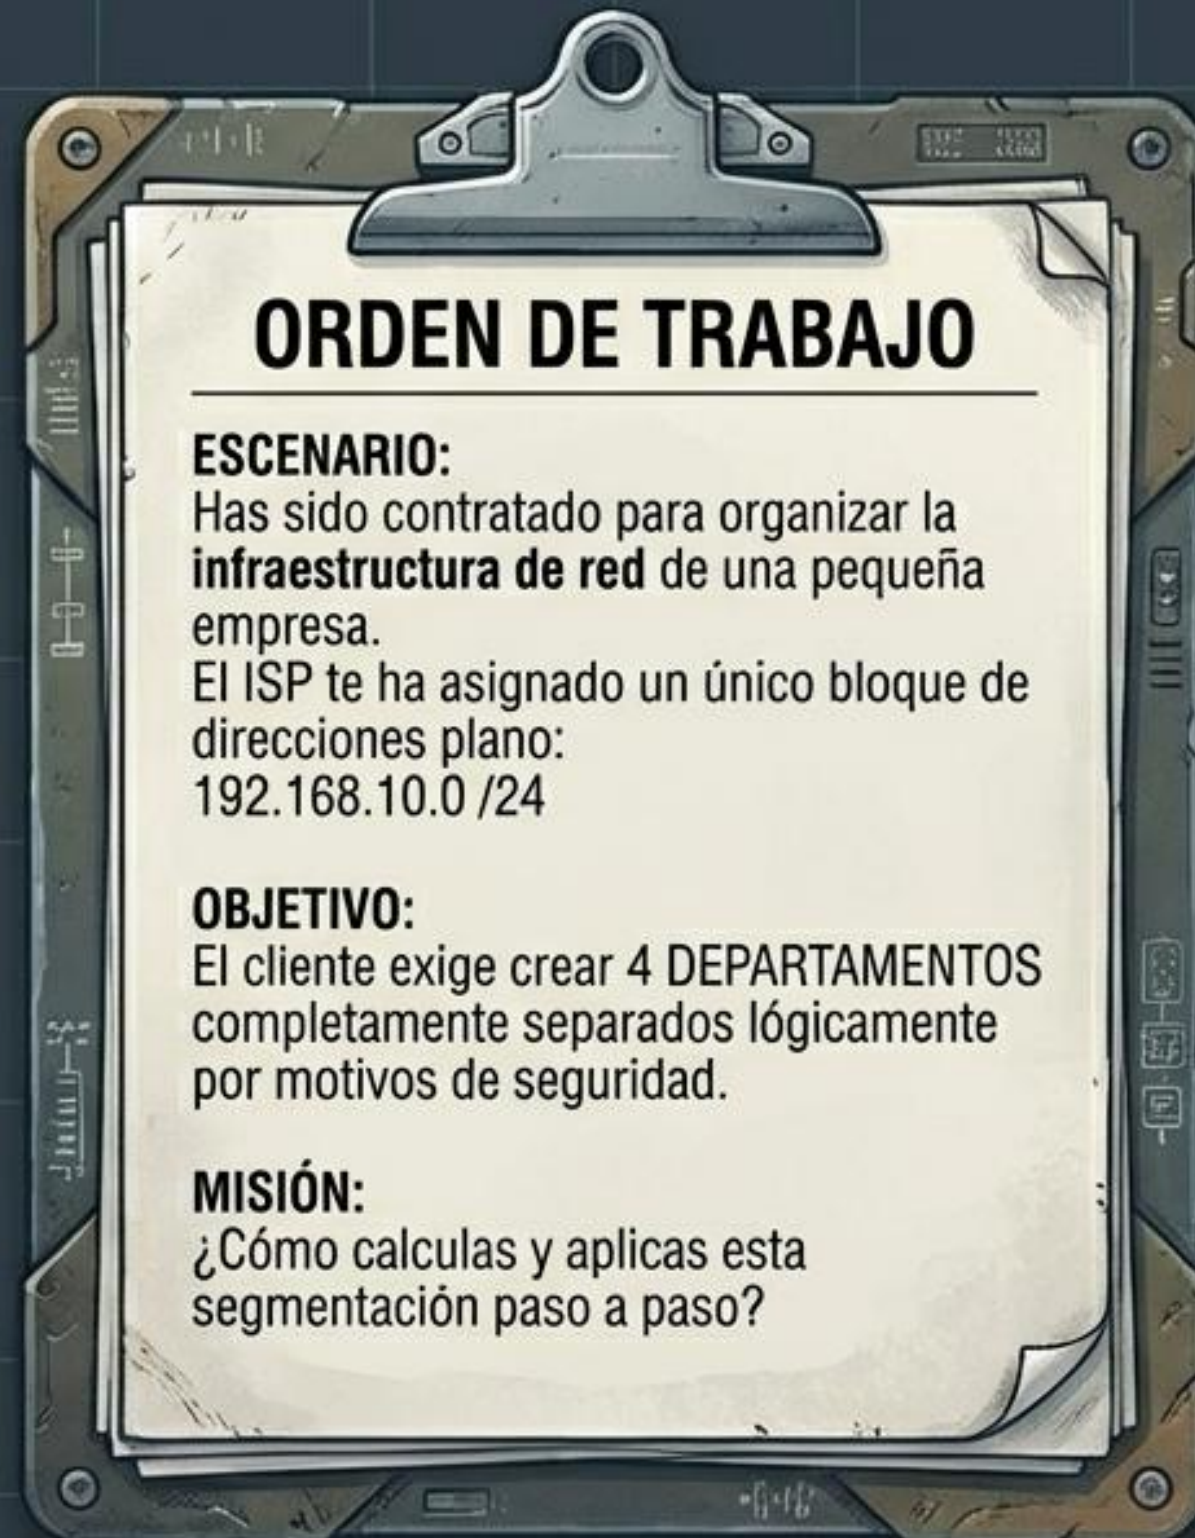 ORDEN DE TRABAJO
ESCENARIO:
Has sido contratado para organizar la
infraestructura de red de una pequeña
empresa.
El ISP te ha asignado un único bloque de
direcciones plano:
192.168.10.0 /24
OBJETIVO:
El cliente exige crear 4 DEPARTAMENTOS
completamente separados lógicamente
por motivos de seguridad.
MISIÓN:
¿Cómo calculas y aplicas esta
segmentación paso a paso?